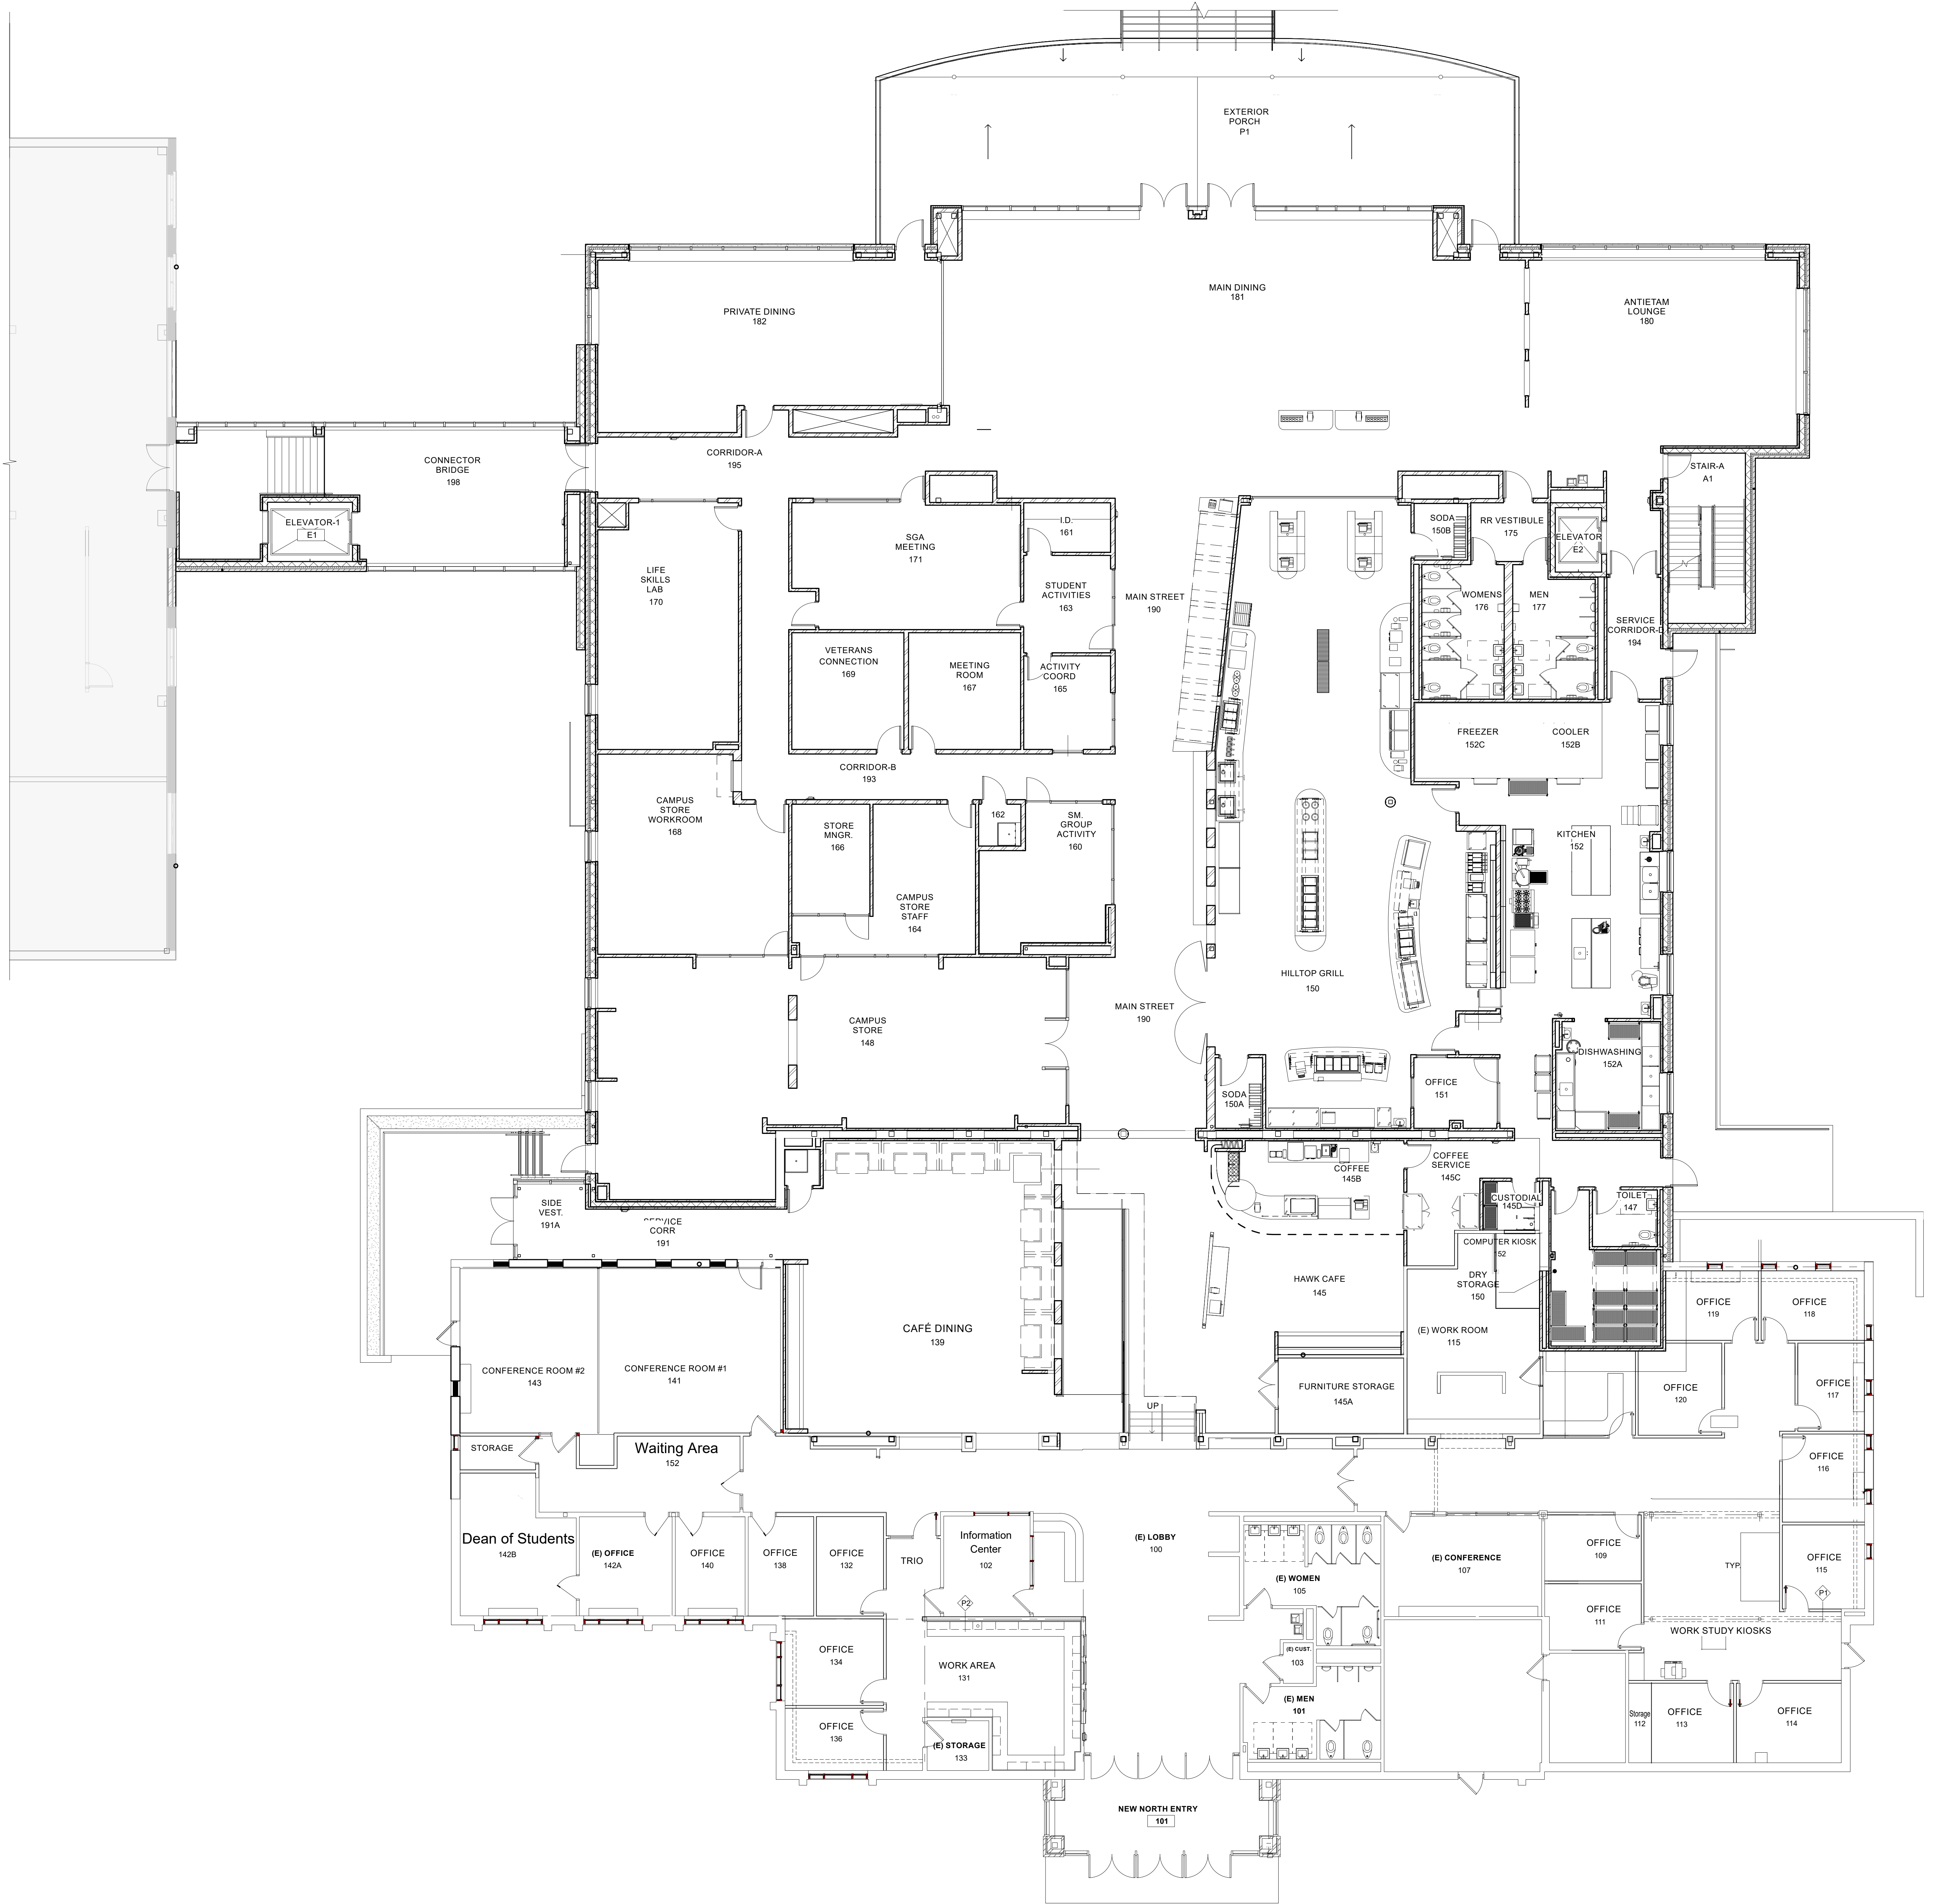 EXTERIOR
PORCH
P1
MAIN DINING
181
PRIVATE DINING
182
ANTIETAM
LOUNGE
180
CORRIDOR-A
195
CONNECTOR
BRIDGE
198
ELEVATOR-1
E1
STAIR-A
A1
SODA
150B
RR VESTIBULE
175
ELEVATOR
E2
I.D.
161
SGA
MEETING
171
LIFE
SKILLS
LAB
170
STUDENT
ACTIVITIES
163
MAIN STREET
190
WOMENS
176
MEN
177
SERVICE
CORRIDOR-D
194
VETERANS
CONNECTION
169
MEETING
ROOM
167
ACTIVITY
COORD
165
FREEZER
152C
COOLER
152B
CORRIDOR-B
193
CAMPUS
STORE
WORKROOM
168
STORE
MNGR.
166
162
SM.
GROUP
ACTIVITY
160
KITCHEN
152
CAMPUS
STORE
STAFF
164
HILLTOP GRILL
150
MAIN STREET
190
CAMPUS
STORE
148
DISHWASHING
152A
SODA
150A
OFFICE
151
COFFEE
145B
COFFEE
SERVICE
145C
CUSTODIAL
145D
TOILET
147
SIDE
VEST.
191A
SERVICE
CORR
191
COMPUTER KIOSK
152
HAWK CAFE
145
DRY
STORAGE
150
(E) WORK ROOM
115
OFFICE
119
OFFICE
118
CAFÉ DINING
139
CONFERENCE ROOM #2
143
CONFERENCE ROOM #1
141
FURNITURE STORAGE
145A
OFFICE
120
OFFICE
117
UP
STORAGE
Waiting Area
152
OFFICE
116
Dean of Students
142B
(E) OFFICE
142A
OFFICE
140
OFFICE
138
OFFICE
132
TRIO
Information
Center
102
(E) LOBBY
100
(E) WOMEN
105
(E) CONFERENCE
107
OFFICE
109
TYP.
OFFICE
115
P2
P1
OFFICE
111
WORK STUDY KIOSKS
OFFICE
134
WORK AREA
131
(E) CUST.
103
(E) MEN
101
OFFICE
136
(E) STORAGE
133
Storage
112
OFFICE
113
OFFICE
114
NEW NORTH ENTRY
101